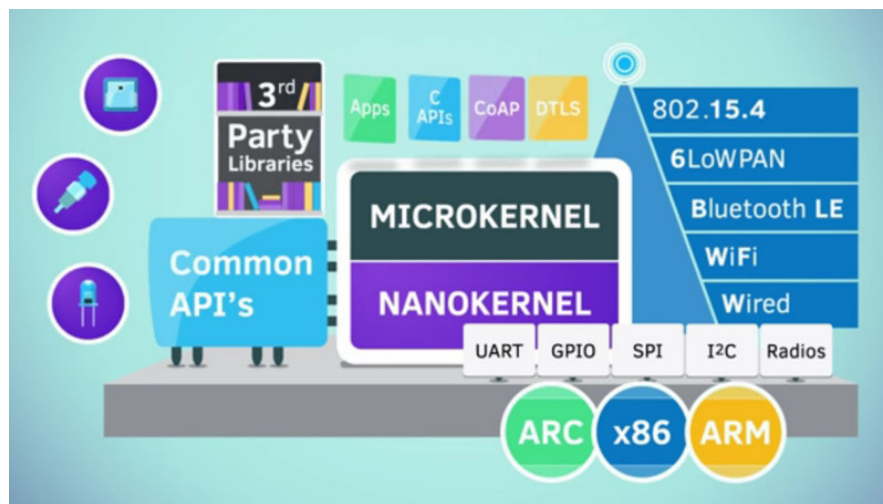 3rd
Party
Libraries
Apps
C
APIs
CoAP
DTLS
802.15.4
6LoWPAN
Bluetooth LE
WiFi
Wired
MICROKERNEL
NANOKERNEL
Common
API's
UART
GPIO
SPI
I²C
Radios
ARC
x86
ARM